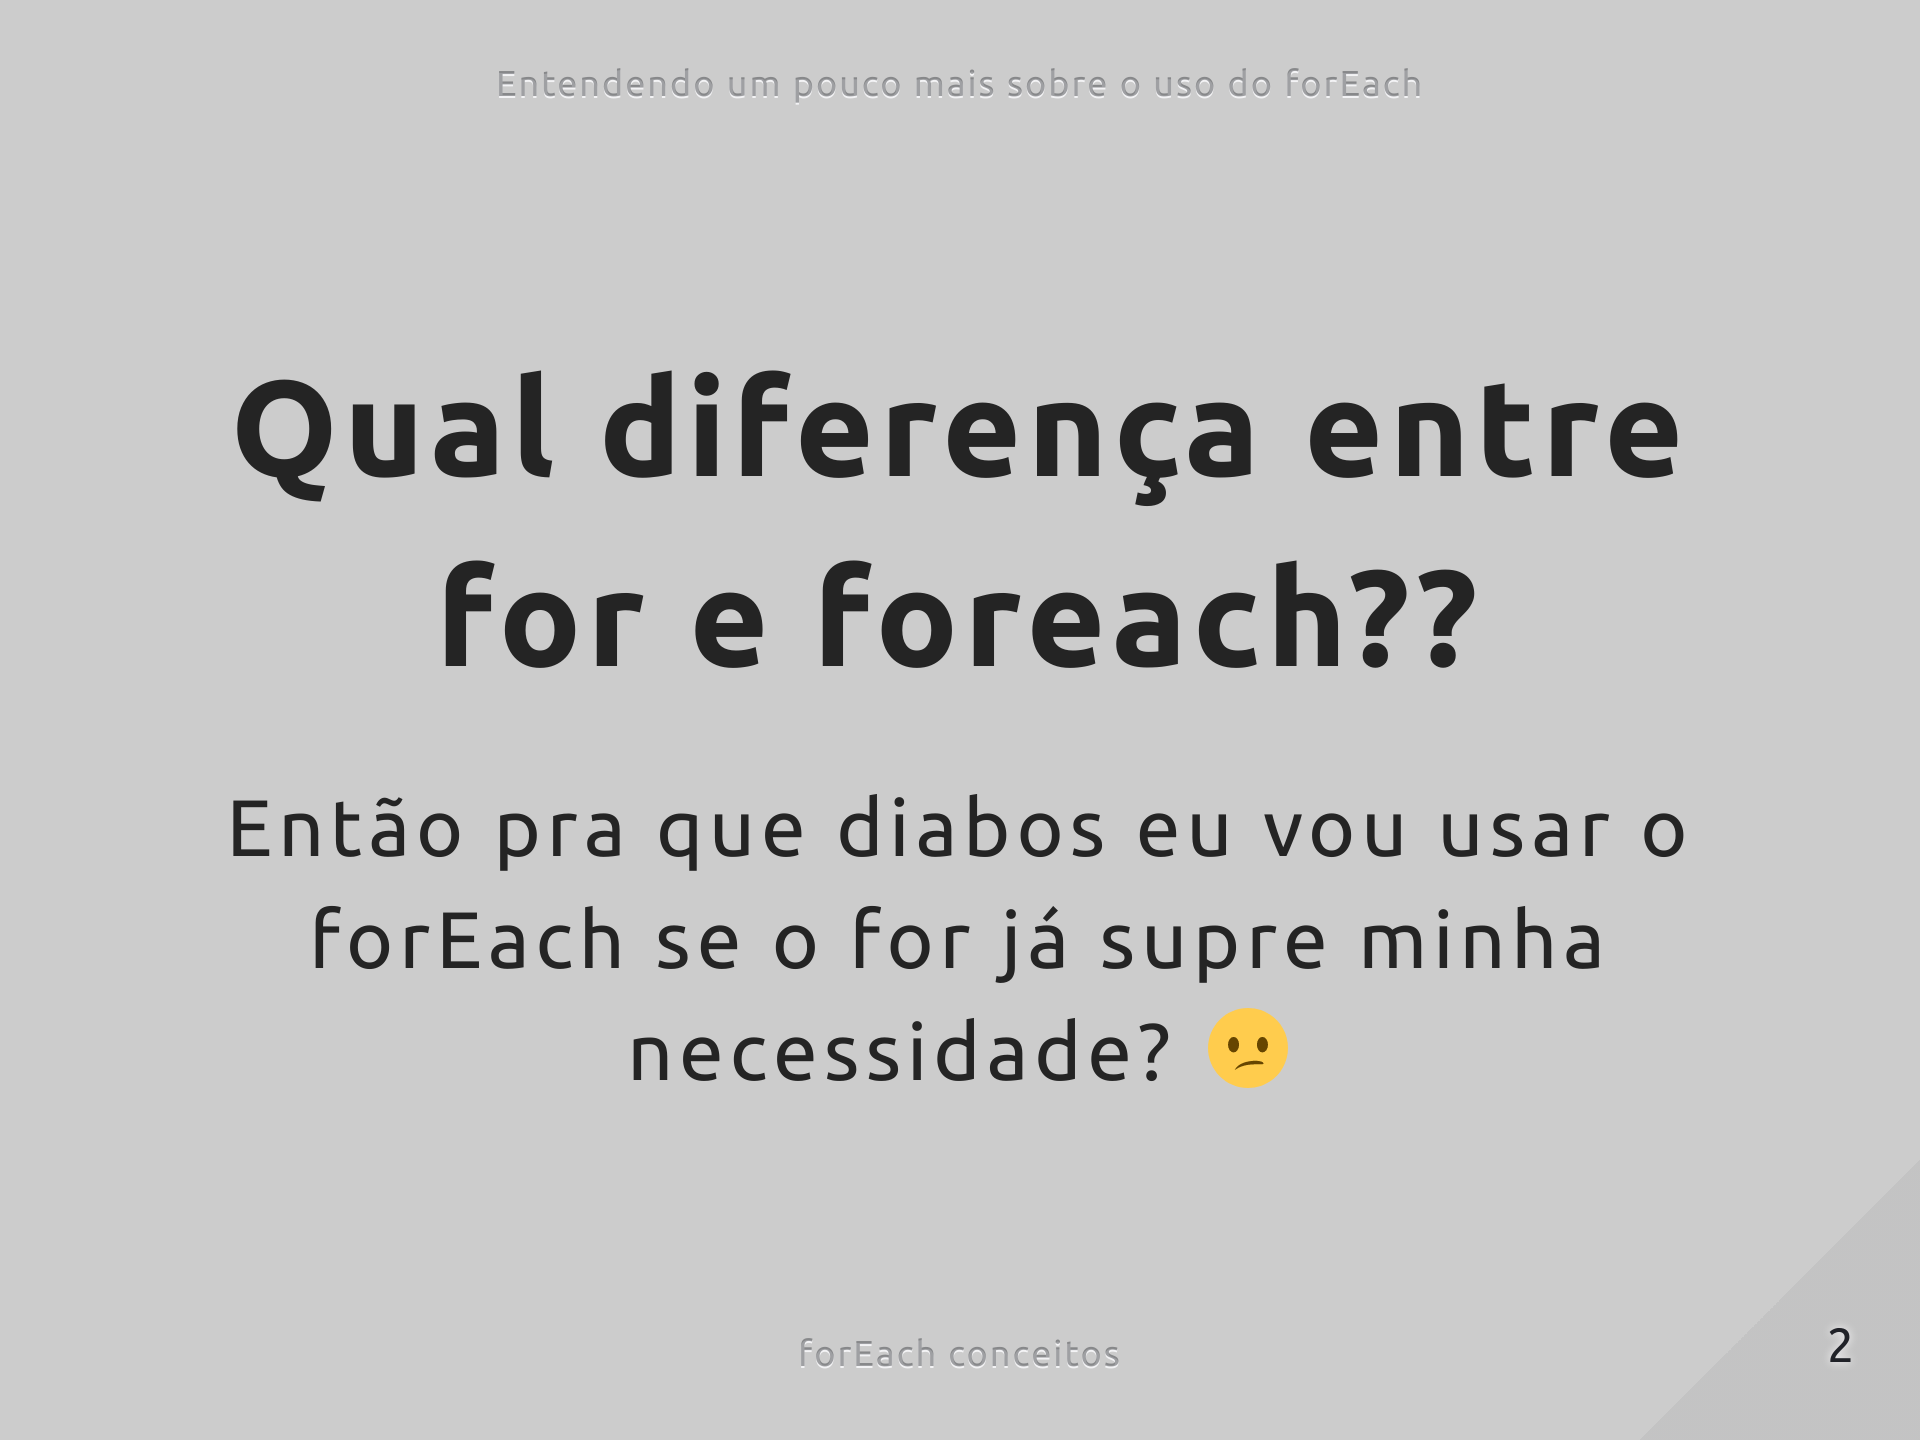 Entendendo um pouco mais sobre o uso do forEach
Qual diferença entre
for e foreach??
Então pra que diabos eu vou usar o
forEach se o for já supre minha
necessidade? 😕
forEach conceitos
2